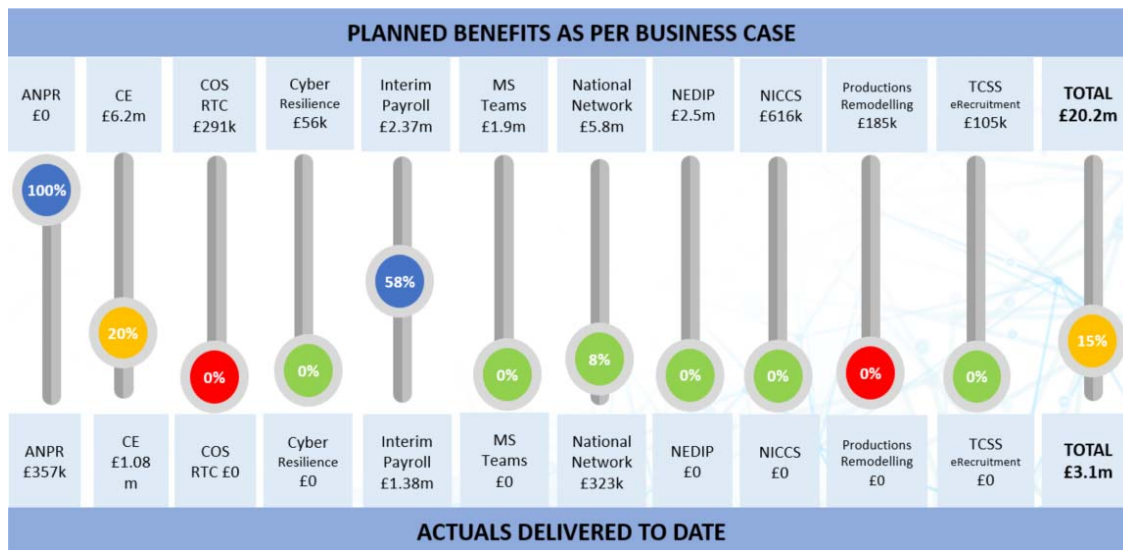 PLANNED BENEFITS AS PER BUSINESS CASE
ANPR
£0
CE
£6.2m
COS
RTC
£291k
Cyber
Resilience
£56k
Interim
Payroll
£2.37m
MS
Teams
£1.9m
National
Network
£5.8m
NEDIP
£2.5m
NICCS
£616k
Productions
Remodelling
£185k
TCSS
eRecruitment
£105k
TOTAL
£20.2m
100%
20%
0%
0%
58%
0%
8%
0%
0%
0%
0%
15%
ANPR
£357k
CE
£1.08
m
COS
RTC £0
Cyber
Resilience
£0
Interim
Payroll
£1.38m
MS
Teams
£0
National
Network
£323k
NEDIP
£0
NICCS
£0
Productions
Remodelling
£0
TCSS
eRecruitment
£0
TOTAL
£3.1m
ACTUALS DELIVERED TO DATE